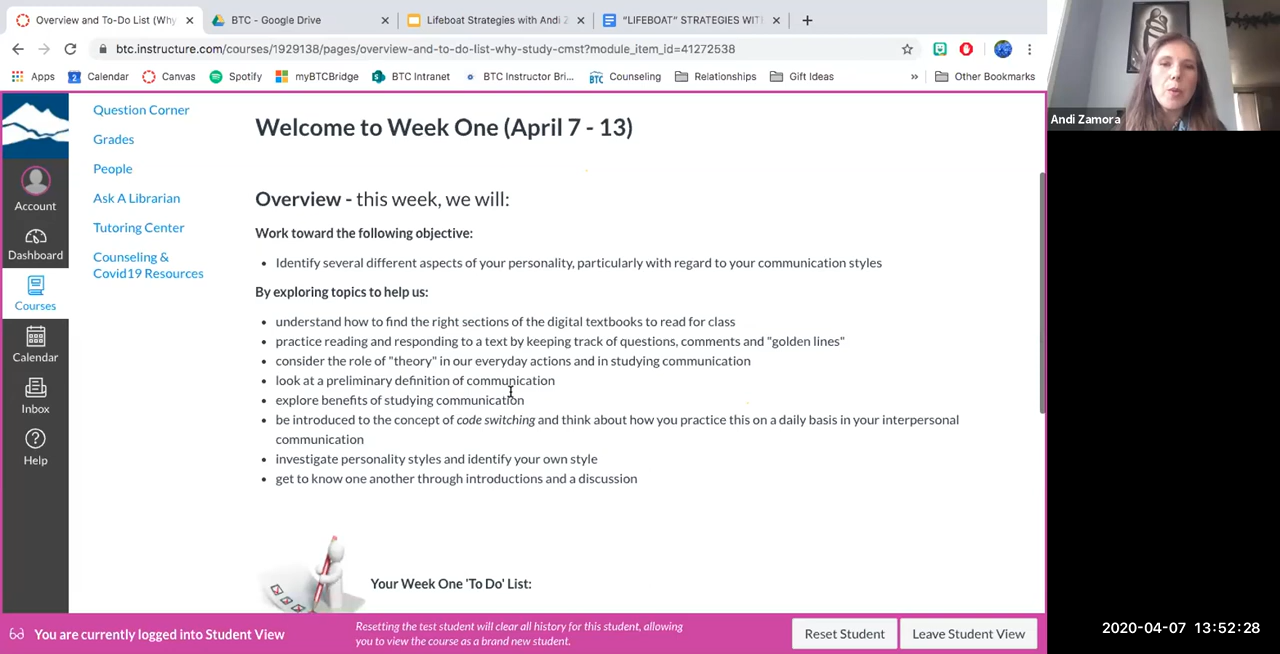 Overview and To-Do List (Why
BTC - Google Drive
Lifeboat Strategies with Andi Z
"LIFEBOAT" STRATEGIES WIT
btc.instructure.com/courses/1929138/pages/overview-and-to-do-list-why-study-cmst?module_item_id=41272538
Apps
Calendar
Canvas
Spotify
myBTCBridge
BTC Intranet
BTC Instructor Bri...
BTC
Counseling
Relationships
Gift Ideas
»
Other Bookmarks
Andi Zamora
Account
Dashboard
Courses
Calendar
Inbox
Help
Question Corner
Grades
People
Ask A Librarian
Tutoring Center
Counseling &
Covid19 Resources
Welcome to Week One (April 7 - 13)
Overview - this week, we will:
Work toward the following objective:
• Identify several different aspects of your personality, particularly with regard to your communication styles
By exploring topics to help us:
• understand how to find the right sections of the digital textbooks to read for class
• practice reading and responding to a text by keeping track of questions, comments and "golden lines"
• consider the role of "theory" in our everyday actions and in studying communication
• look at a preliminary definition of communication
• explore benefits of studying communication
• be introduced to the concept of code switching and think about how you practice this on a daily basis in your interpersonal
communication
• investigate personality styles and identify your own style
• get to know one another through introductions and a discussion
Your Week One 'To Do' List:
You are currently logged into Student View
Resetting the test student will clear all history for this student, allowing
you to view the course as a brand new student.
Reset Student
Leave Student View
2020-04-07 13:52:28